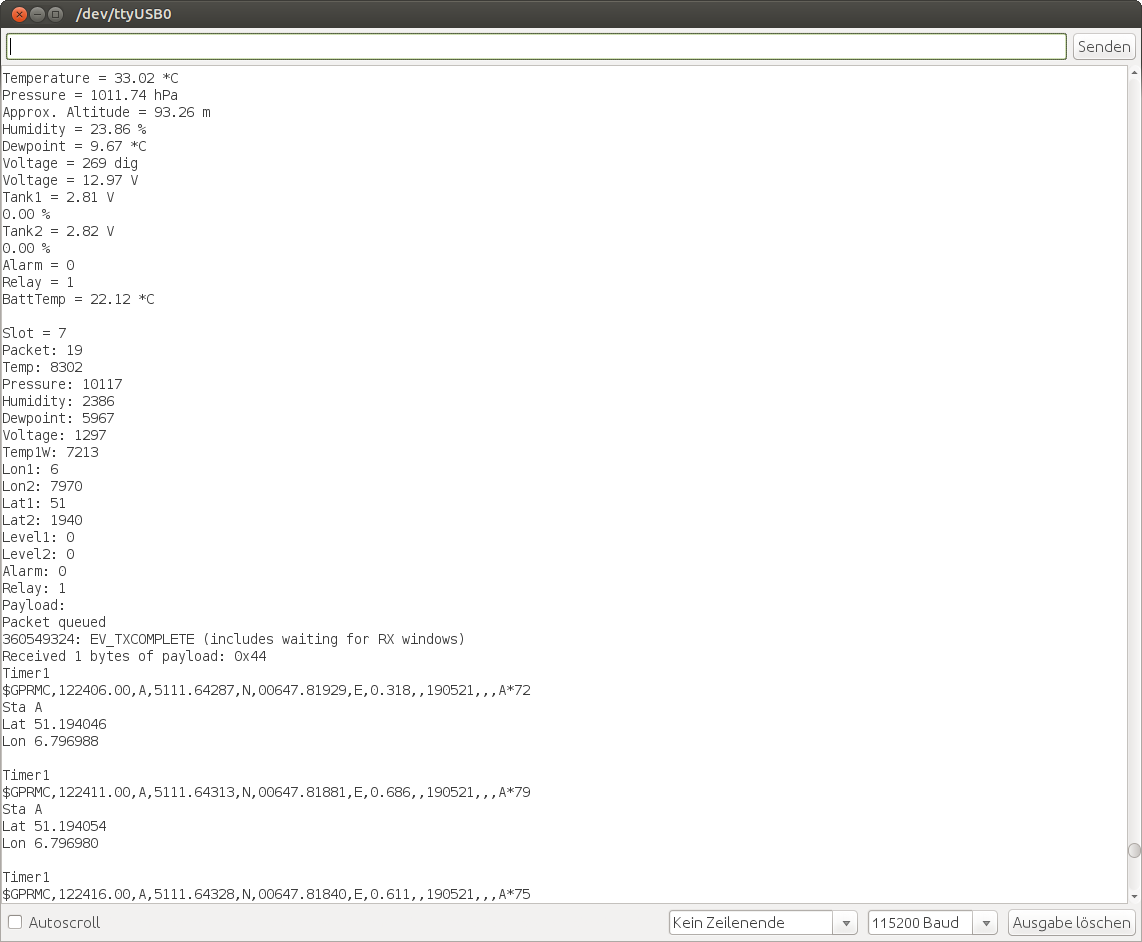 /dev/ttyUSB0
Senden
Temperature = 33.02 *C
Pressure = 1011.74 hPa
Approx. Altitude = 93.26 m
Humidity = 23.86 %
Dewpoint = 9.67 *C
Voltage = 269 dig
Voltage = 12.97 V
Tank1 = 2.81 V
0.00 %
Tank2 = 2.82 V
0.00 %
Alarm = 0
Relay = 1
BattTemp = 22.12 *C
Slot = 7
Packet: 19
Temp: 8302
Pressure: 10117
Humidity: 2386
Dewpoint: 5967
Voltage: 1297
Temp1W: 7213
Lon1: 6
Lon2: 7970
Lat1: 51
Lat2: 1940
Level1: 0
Level2: 0
Alarm: 0
Relay: 1
Payload:
Packet queued
360549324: EV_TXCOMPLETE (includes waiting for RX windows)
Received 1 bytes of payload: 0x44
Timer1
$GPRMC,122406.00,A,5111.64287,N,00647.81929,E,0.318,,190521,,,A*72
Sta A
Lat 51.194046
Lon 6.796988
Timer1
$GPRMC,122411.00,A,5111.64313,N,00647.81881,E,0.686,,190521,,,A*79
Sta A
Lat 51.194054
Lon 6.796980
Timer1
$GPRMC,122416.00,A,5111.64328,N,00647.81840,E,0.611,,190521,,,A*75
Autoscroll
Kein Zeilenende
115200 Baud
Ausgabe löschen